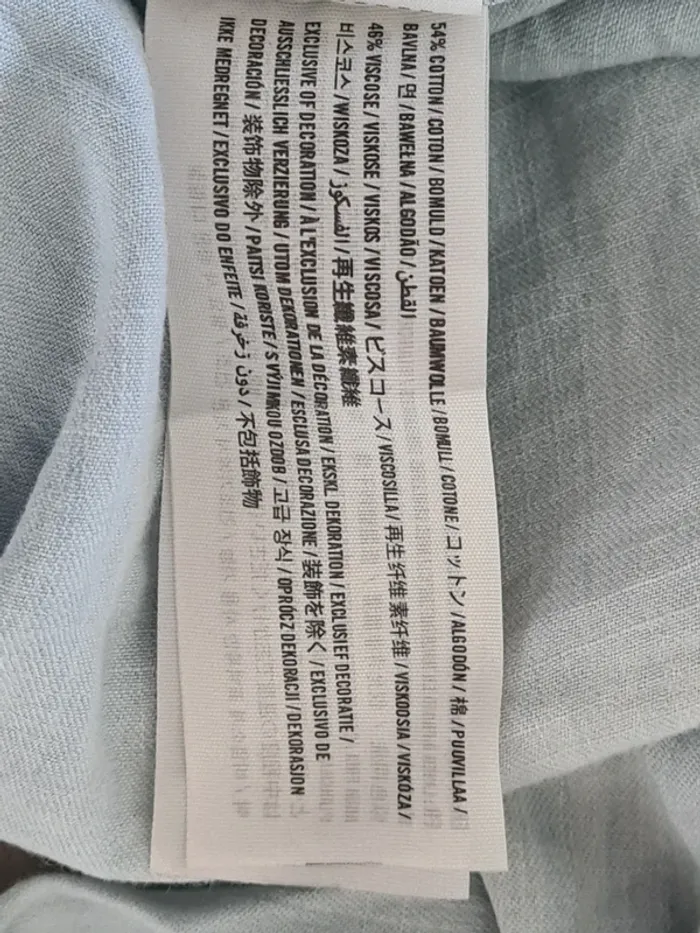 54% COTTON / COTON / BOMULD / KATOEN / BAUMWOLLE / BOMULL / COTONE / コットン / ALGODÓN / 棉 / PUUVILLAA /
BAVLNA / 면 / BAWEŁNA / ALGODÃO / القطن
46% VISCOSE / VISKOSE / VISKOS / VISCOSA / ビスコース / VISCOSILLA / 再生纤维素纤维 / VISKOOSIA / VISKÓZA /
비스코스 / WISKOZA / الفسكوز / 再生纖維素纖維
EXCLUSIVE OF DECORATION / À L'EXCLUSION DE LA DÉCORATION / EKSKL DEKORATION / EXCLUSIEF DECORATIE /
AUSSCHLIESSLICH VERZIERUNG / UTOM DEKORATIONEN / ESCLUSA DECORAZIONE / 装飾を除く / EXCLUSIVO DE
DECORACIÓN / 装饰物除外 / PAITSI KORISTE / S VÝJIMKOU OZDOB / 고급 장식 / OPRÓCZ DEKORACJI / DEKORASJON
IKKE MEDREGNET / EXCLUSIVO DO ENFEITE / دون زخرفة / 不包括飾物